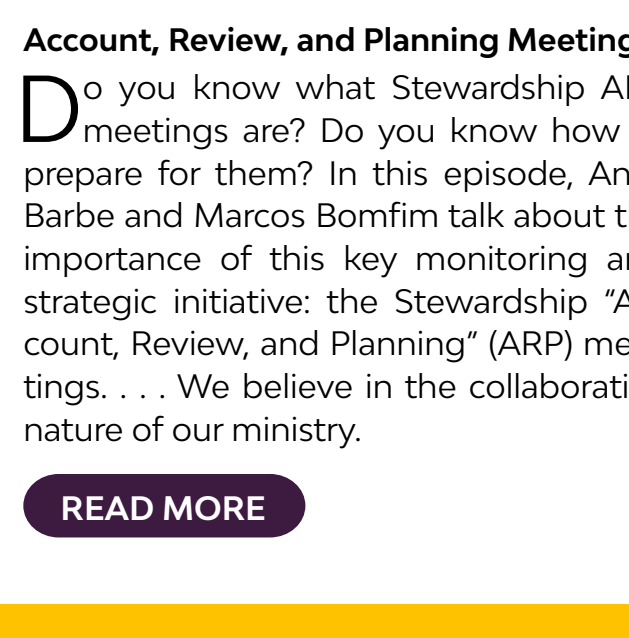 Account, Review, and Planning Meeting
Do you know what Stewardship A
meetings are? Do you know how
prepare for them? In this episode, An
Barbe and Marcos Bomfim talk about t
importance of this key monitoring a
strategic initiative: the Stewardship “A
count, Review, and Planning” (ARP) me
tings. . . . We believe in the collaborati
nature of our ministry.
READ MORE